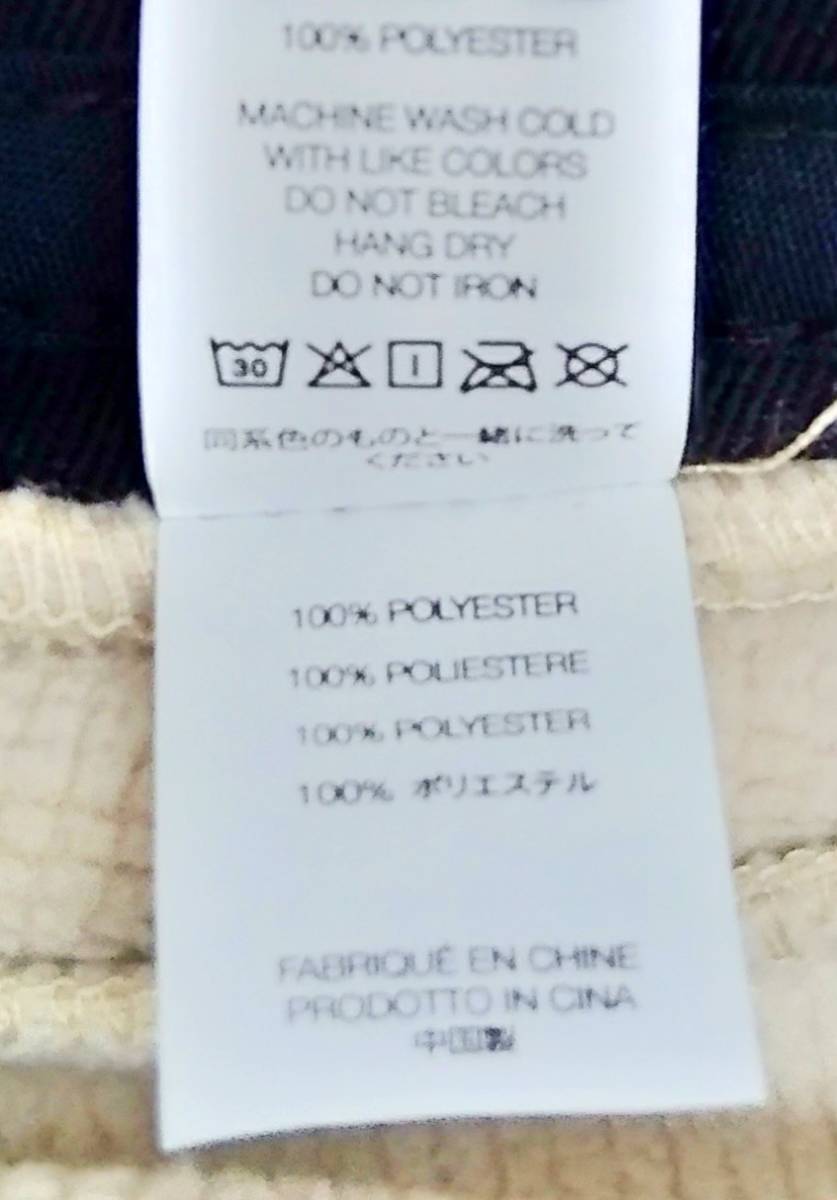 100% POLYESTER
MACHINE WASH COLD
WITH LIKE COLORS
DO NOT BLEACH
HANG DRY
DO NOT IRON
30
同系色のものと一緒に洗って
ください
100% POLYESTER
100% POLIESTERE
100% POLYESTER
100% ポリエステル
FABRIQUÉ EN CHINE
PRODOTTO IN CINA
中国製